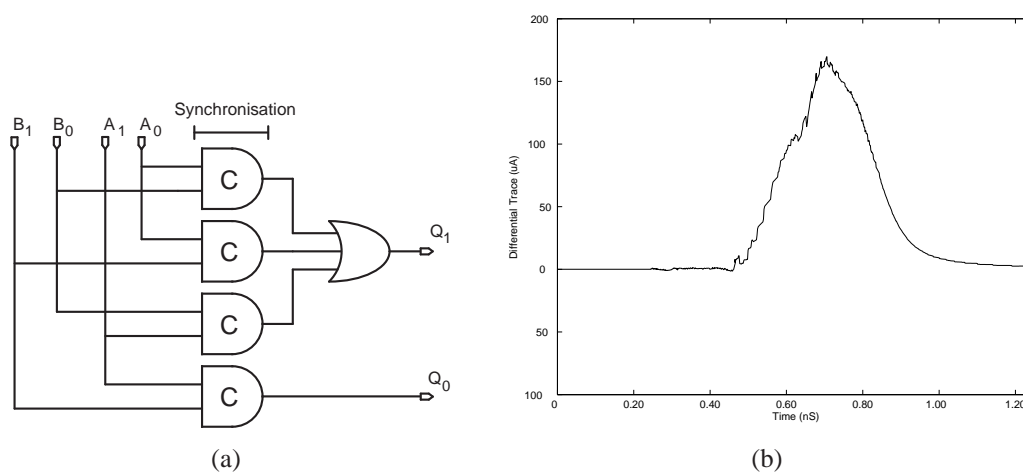 Synchronisation
B1 B0 A1 A0
C
C
C
C
Q1
Q0
(a)
200
150
100
50
0
50
100
Differential Trace (uA)
0 0.20 0.40 0.60 0.80 1.00 1.20
Time (nS)
(b)